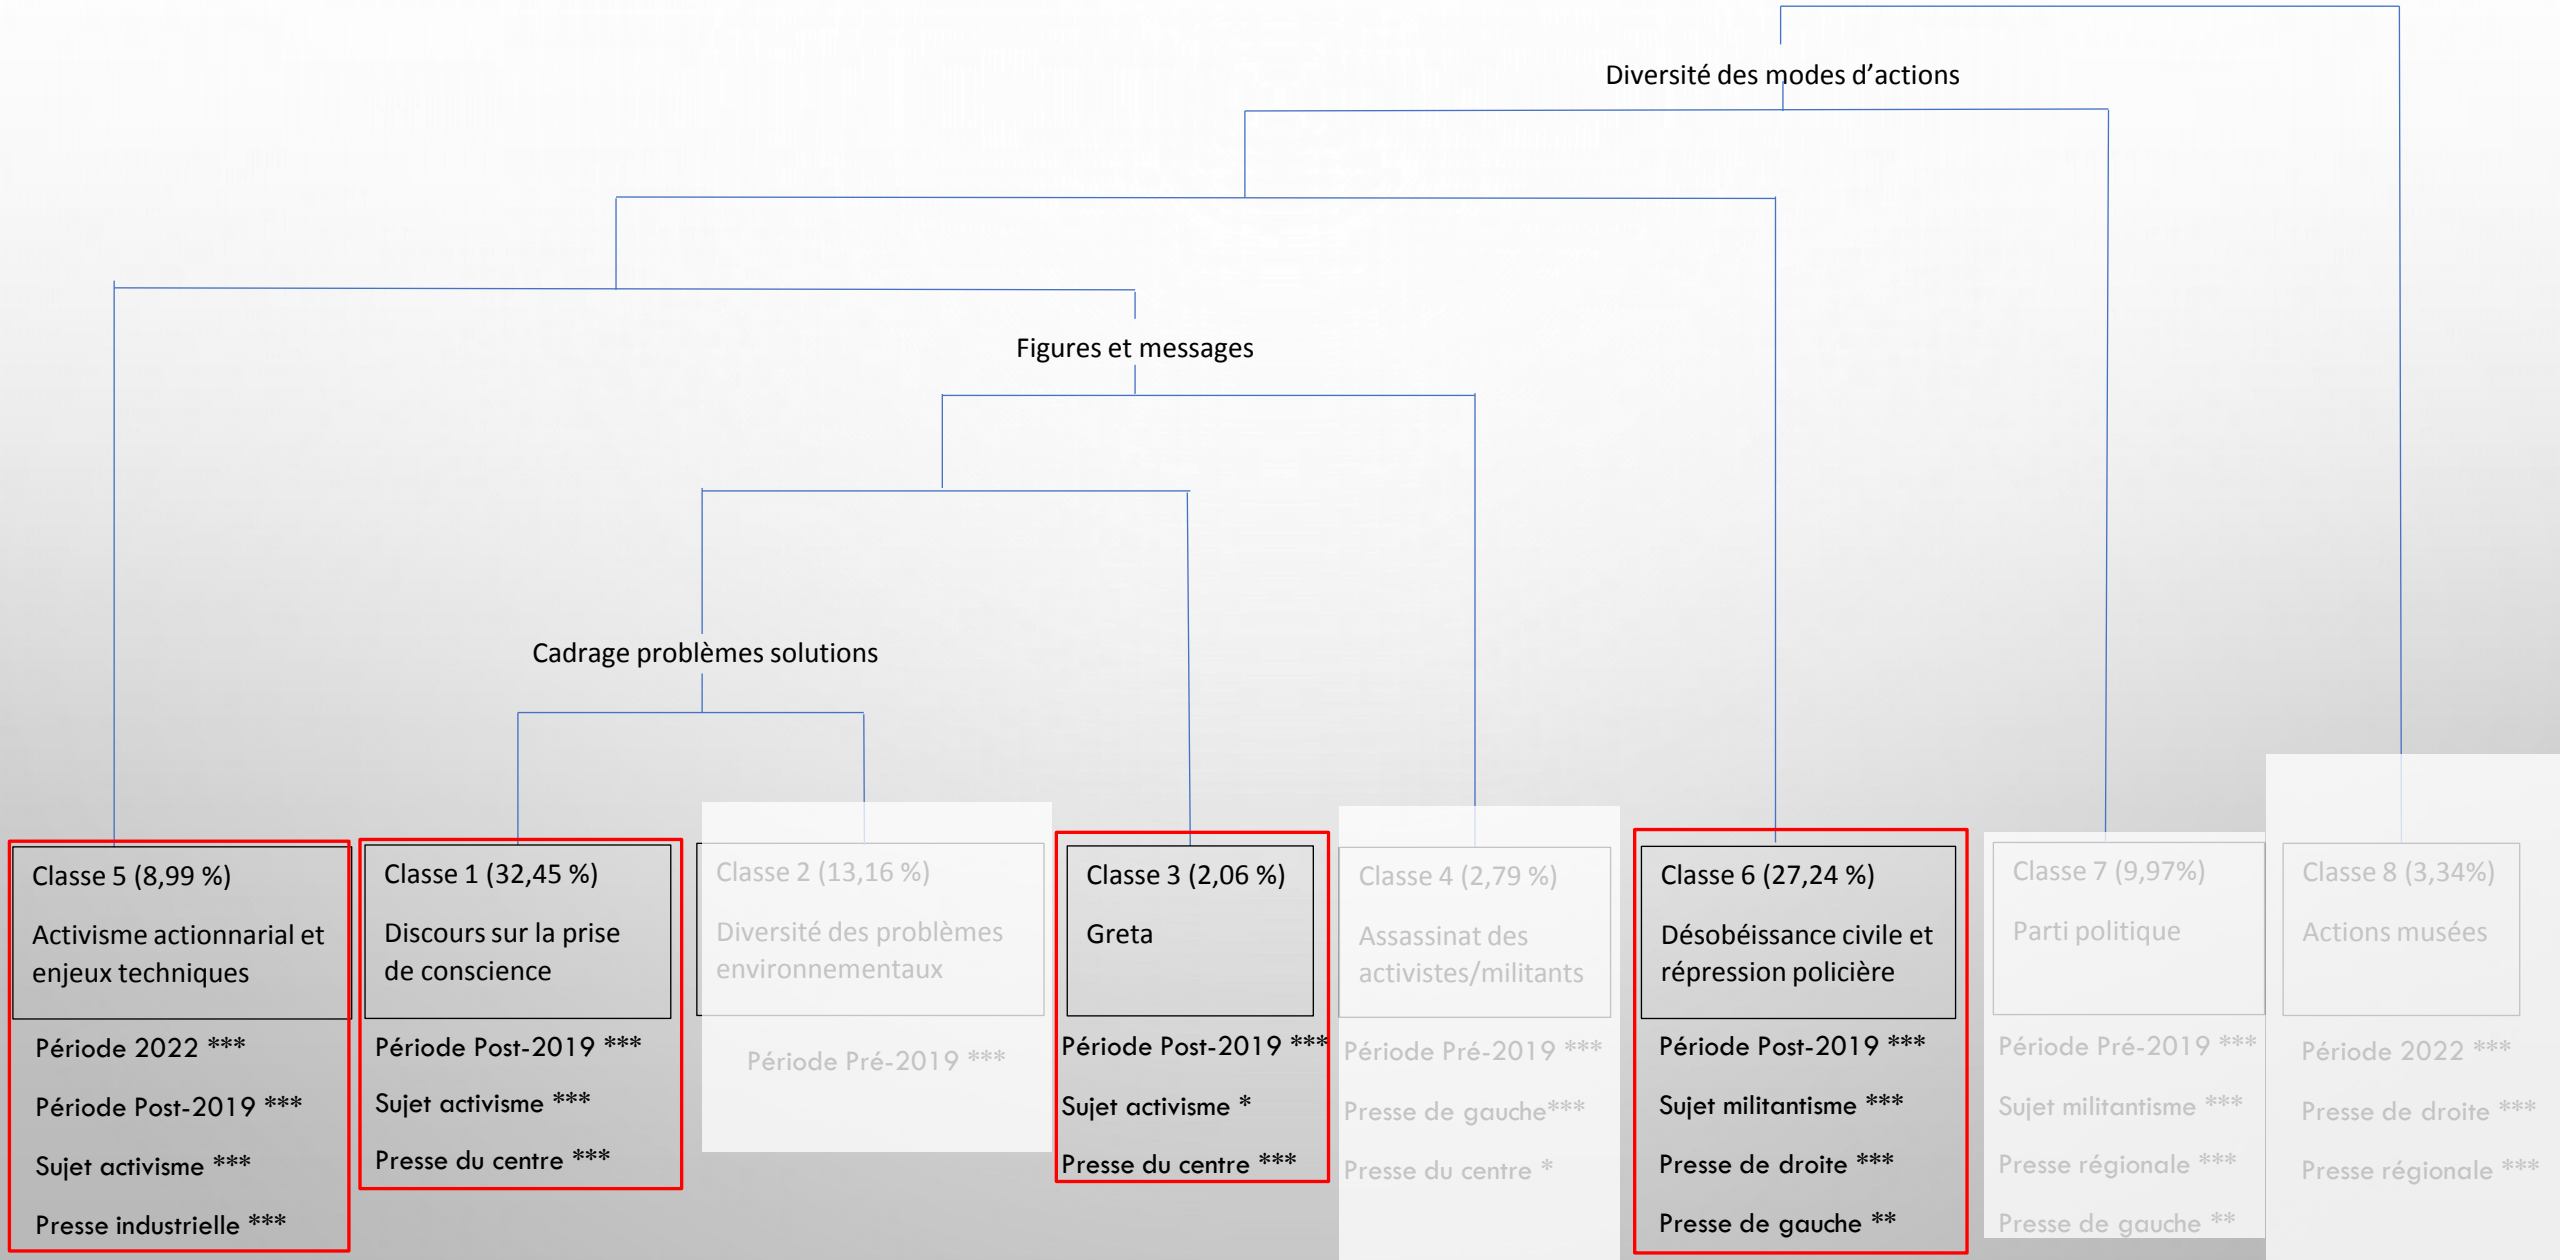 Diversité des modes d’actions
Figures et messages
Cadrage problèmes solutions
Classe 5 (8,99 %)
Activisme actionnarial et
enjeux techniques
Période 2022 ***
Période Post-2019 ***
Sujet activisme ***
Presse industrielle ***
Classe 1 (32,45 %)
Discours sur la prise
de conscience
Période Post-2019 ***
Sujet activisme ***
Presse du centre ***
Classe 2 (13,16 %)
Diversité des problèmes
environnementaux
Période Pré-2019 ***
Classe 3 (2,06 %)
Greta
Période Post-2019 ***
Sujet activisme *
Presse du centre ***
Classe 4 (2,79 %)
Assassinat des
activistes/militants
Période Pré-2019 ***
Presse de gauche***
Presse du centre *
Classe 6 (27,24 %)
Désobéissance civile et
répression policière
Période Post-2019 ***
Sujet militantisme ***
Presse de droite ***
Presse de gauche **
Classe 7 (9,97%)
Parti politique
Période Pré-2019 ***
Sujet militantisme ***
Presse régionale ***
Presse de gauche **
Classe 8 (3,34%)
Actions musées
Période 2022 ***
Presse de droite ***
Presse régionale ***